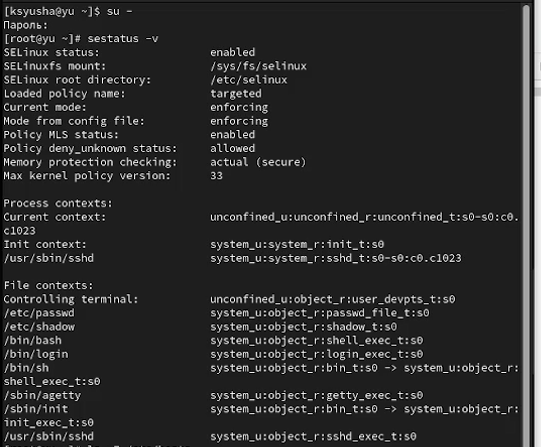 [ksyusha@yu ~]$ su -
Пароль:
[root@yu ~]# sestatus -v
SELinux status:                 enabled
SELinuxfs mount:                /sys/fs/selinux
SELinux root directory:         /etc/selinux
Loaded policy name:             targeted
Current mode:                   enforcing
Mode from config file:          enforcing
Policy MLS status:              enabled
Policy deny_unknown status:     allowed
Memory protection checking:     actual (secure)
Max kernel policy version:      33

Process contexts:
Current context:                unconfined_u:unconfined_r:unconfined_t:s0-s0:c0.
c1023
Init context:                   system_u:system_r:init_t:s0
/usr/sbin/sshd                  system_u:system_r:sshd_t:s0-s0:c0.c1023

File contexts:
Controlling terminal:           unconfined_u:object_r:user_devpts_t:s0
/etc/passwd                     system_u:object_r:passwd_file_t:s0
/etc/shadow                     system_u:object_r:shadow_t:s0
/bin/bash                       system_u:object_r:shell_exec_t:s0
/bin/login                      system_u:object_r:login_exec_t:s0
/bin/sh                         system_u:object_r:bin_t:s0 -> system_u:object_r:
shell_exec_t:s0
/sbin/agetty                    system_u:object_r:getty_exec_t:s0
/sbin/init                      system_u:object_r:bin_t:s0 -> system_u:object_r:
init_exec_t:s0
/usr/sbin/sshd                  system_u:object_r:sshd_exec_t:s0